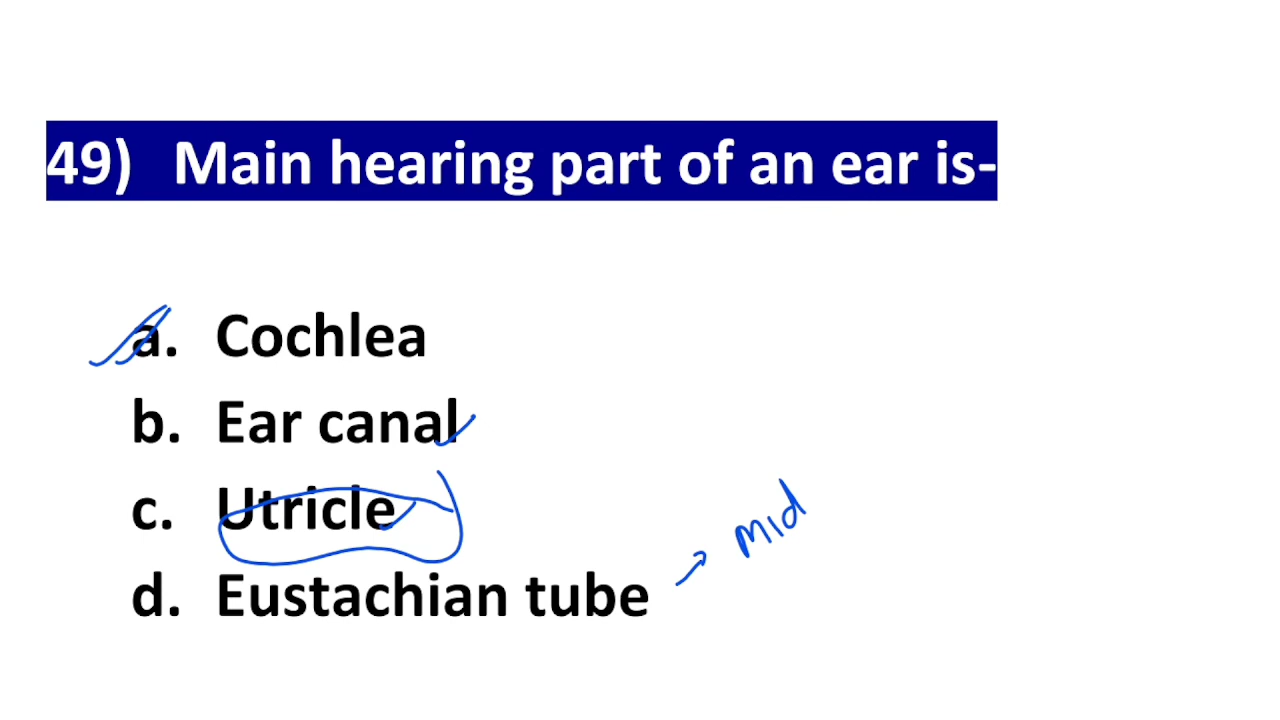 49) Main hearing part of an ear is-
a. Cochlea
b. Ear canal
c. Utricle
d. Eustachian tube → mid